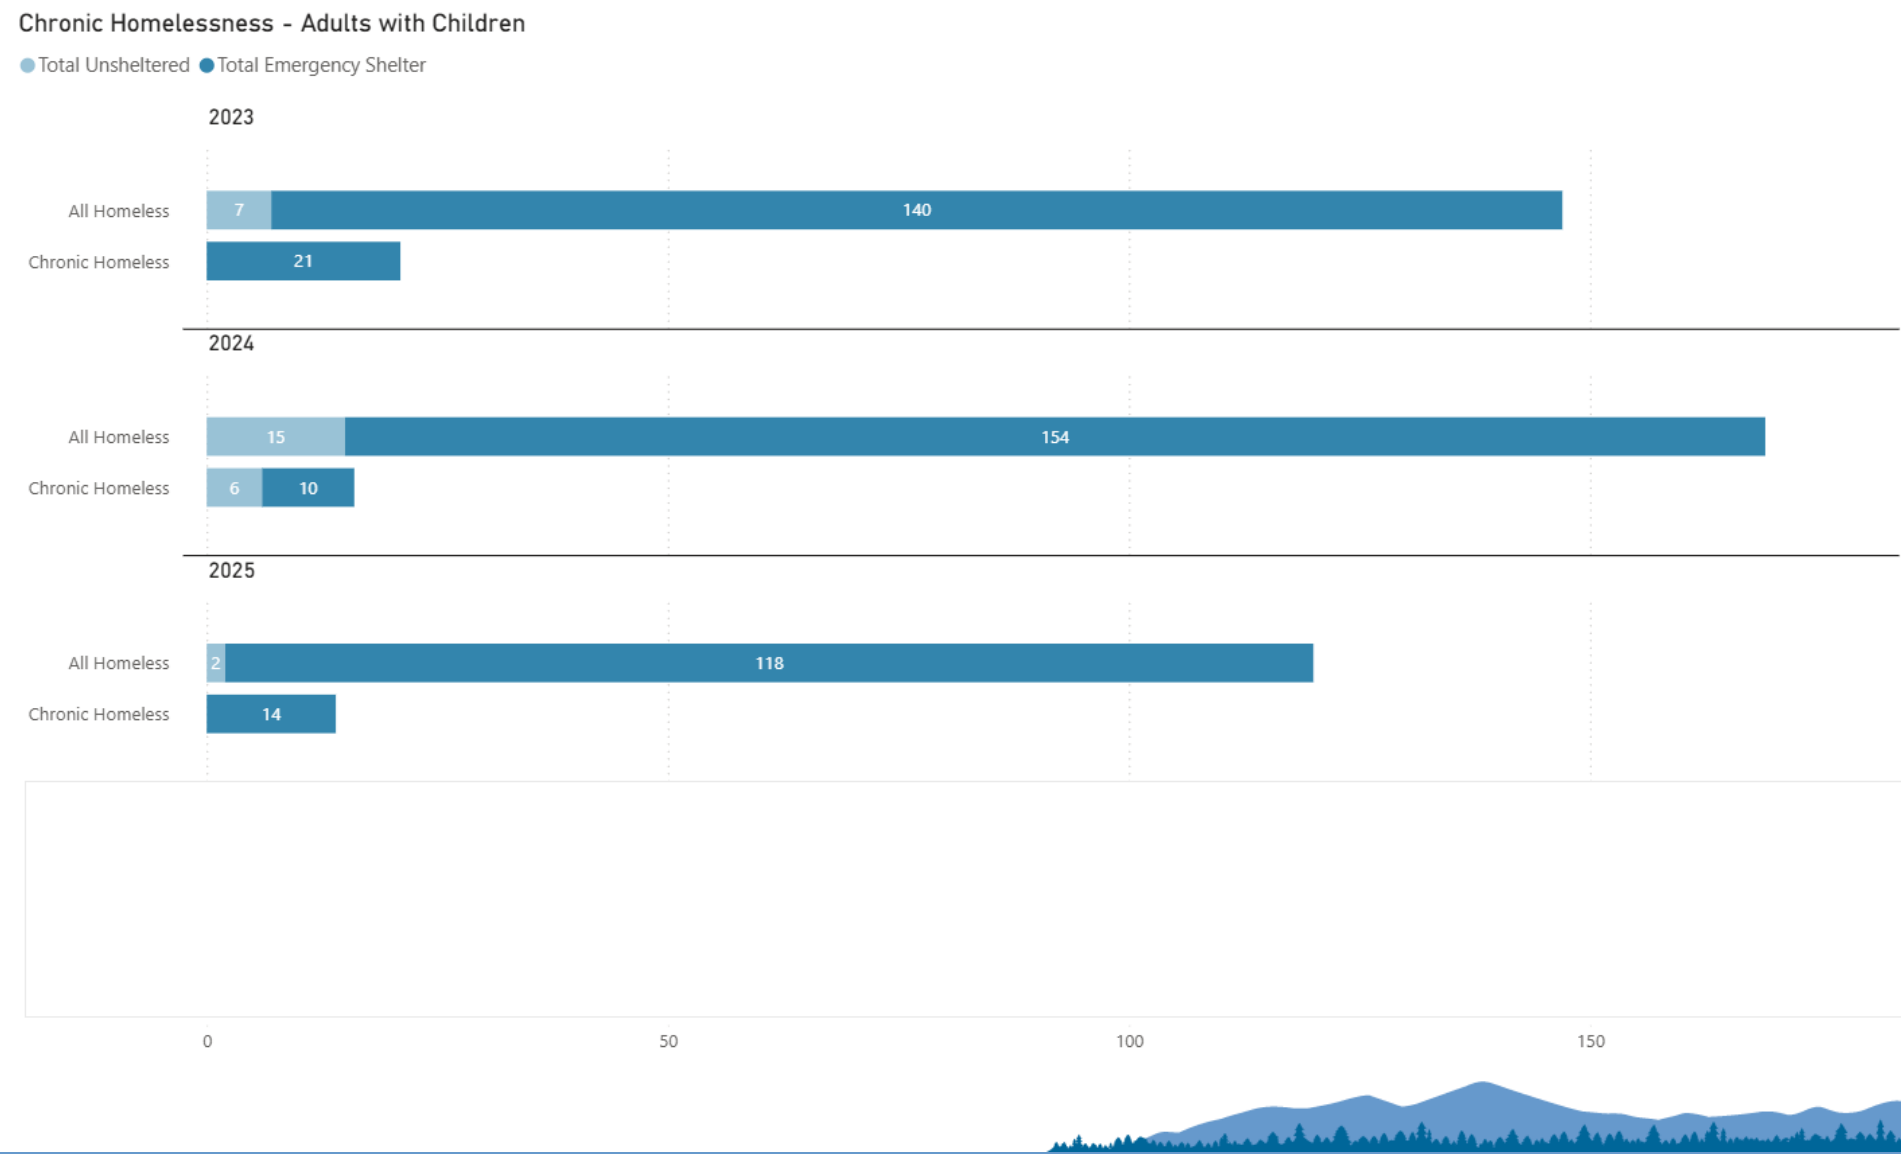 Chronic Homelessness - Adults with Children
Total Unsheltered Total Emergency Shelter
2023
All Homeless 7 140
Chronic Homeless 21
2024
All Homeless 15 154
Chronic Homeless 6 10
2025
All Homeless 2 118
Chronic Homeless 14
0 50 100 150